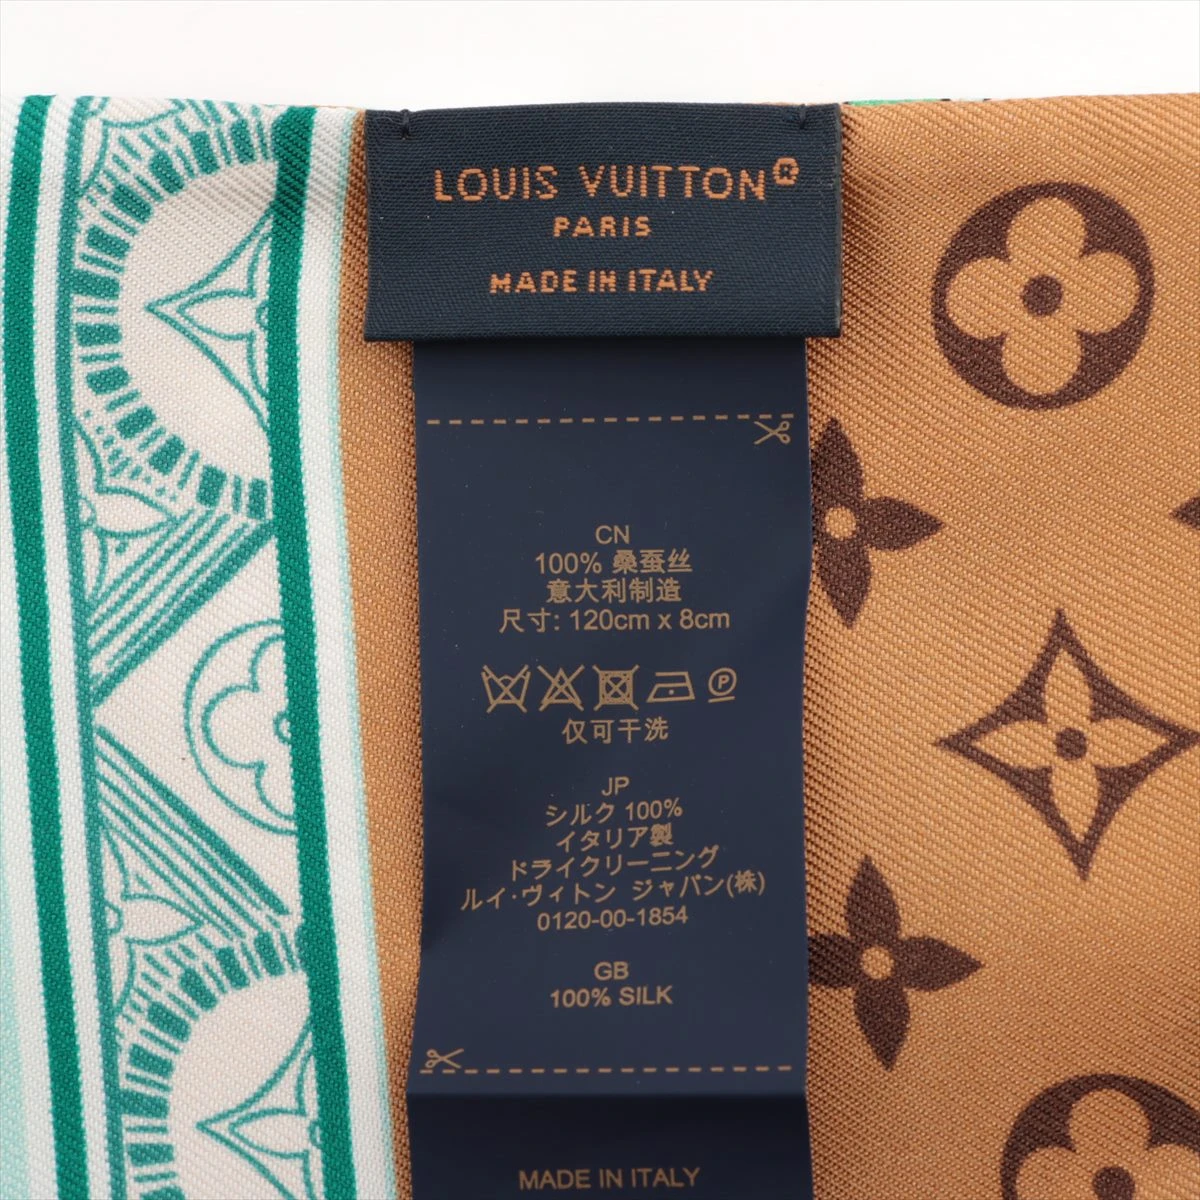 LOUIS VUITTON®
PARIS
MADE IN ITALY
CN
100% 桑蚕丝
意大利制造
尺寸: 120cm x 8cm
P
仅可干洗
JP
シルク 100%
イタリア製
ドライクリーニング
ルイ·ヴィトン ジャパン(株)
0120-00-1854
GB
100% SILK
MADE IN ITALY